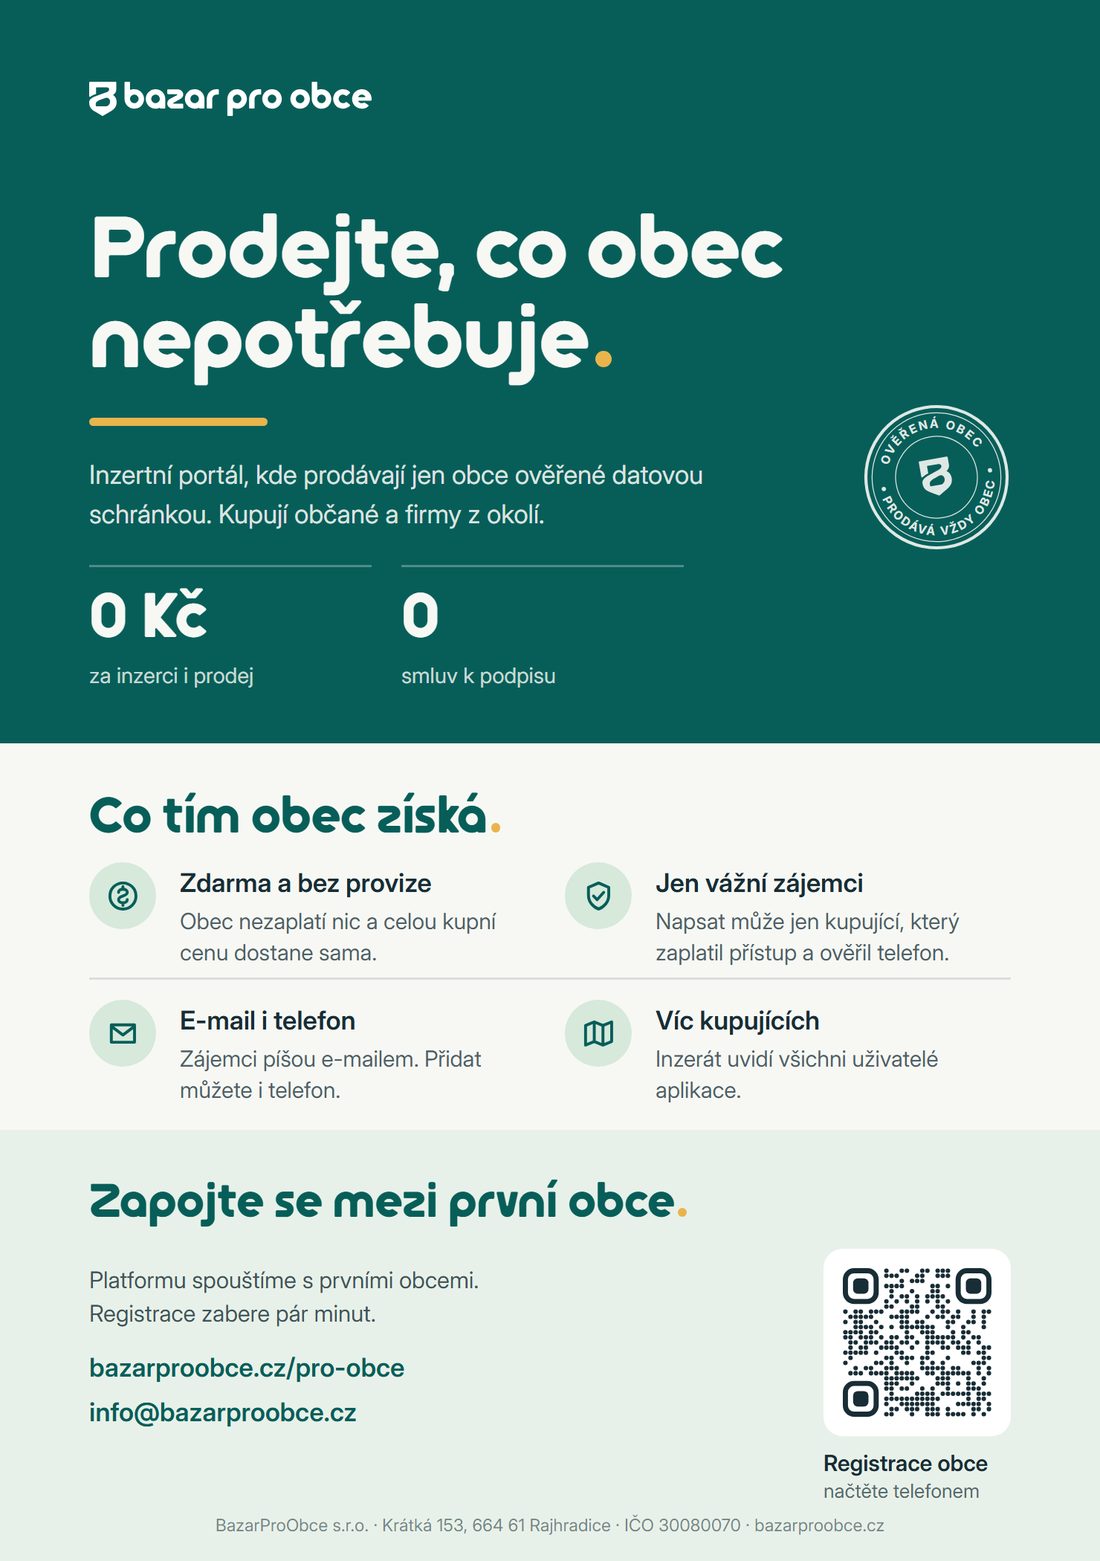 bazar pro obce
Prodejte, co obec
nepotřebuje.
Inzertní portál, kde prodávají jen obce ověřené datovou
schránkou. Kupují občané a firmy z okolí.
OVĚŘENÁ OBEC
• PRODÁVÁ VŽDY OBEC •
0 Kč
za inzerci i prodej
0
smluv k podpisu
Co tím obec získá.
Zdarma a bez provize
Obec nezaplatí nic a celou kupní
cenu dostane sama.
Jen vážní zájemci
Napsat může jen kupující, který
zaplatil přístup a ověřil telefon.
E-mail i telefon
Zájemci píšou e-mailem. Přidat
můžete i telefon.
Víc kupujících
Inzerát uvidí všichni uživatelé
aplikace.
Zapojte se mezi první obce.
Platformu spouštíme s prvními obcemi.
Registrace zabere pár minut.
bazarproobce.cz/pro-obce
info@bazarproobce.cz
Registrace obce
načtěte telefonem
BazarProObce s.r.o. · Krátká 153, 664 61 Rajhradice · IČO 30080070 · bazarproobce.cz